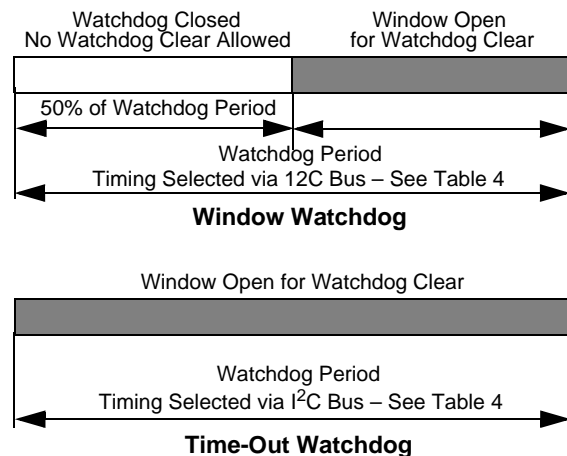 Watchdog Closed
No Watchdog Clear Allowed
Window Open
for Watchdog Clear
50% of Watchdog Period
Watchdog Period
Timing Selected via 12C Bus – See Table 4
Window Watchdog
Window Open for Watchdog Clear
Watchdog Period
Timing Selected via I²C Bus – See Table 4
Time-Out Watchdog